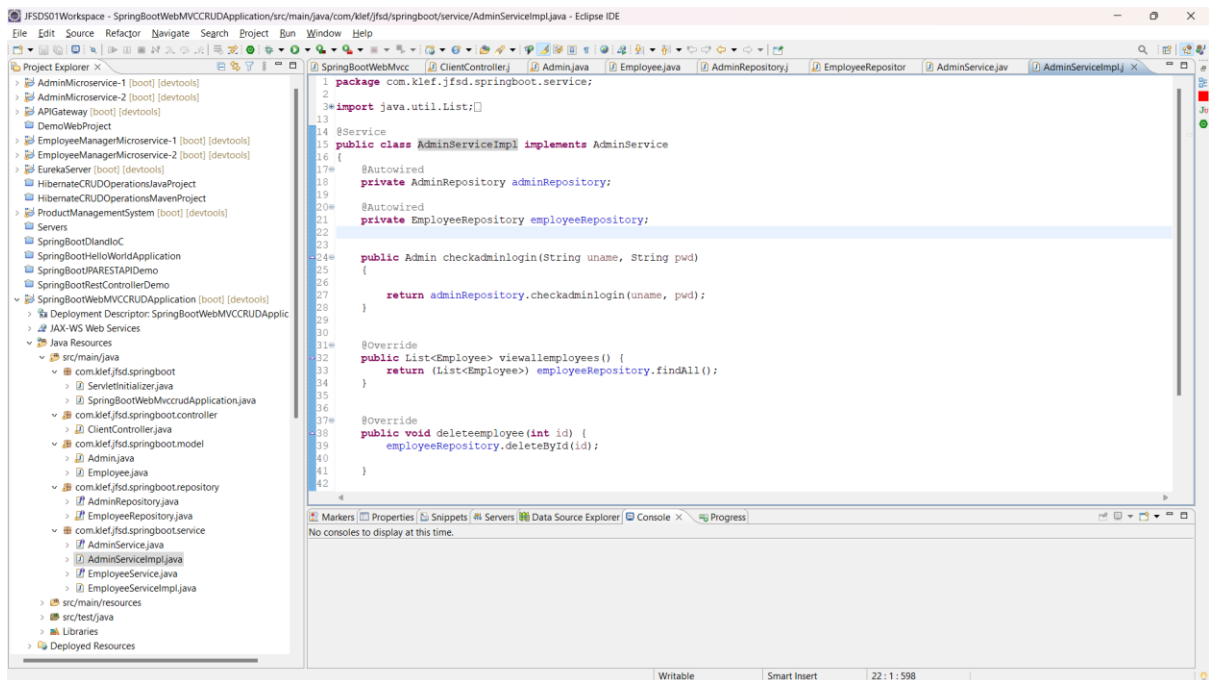 JFSDS01Workspace - SpringBootWebMVCCRUDApplication/src/main/java/com/klef/jfsd/springboot/service/AdminServiceImpl.java - Eclipse IDE
File Edit Source Refactor Navigate Search Project Run Window Help
Project Explorer
SpringBootWebMvcc ClientController.j Admin.java Employee.java AdminRepository.j EmployeeRepositor AdminService.jav AdminServiceImpl.j
AdminMicroservice-1 [boot] [devtools]
AdminMicroservice-2 [boot] [devtools]
APIGateway [boot] [devtools]
DemoWebProject
EmployeeManagerMicroservice-1 [boot] [devtools]
EmployeeManagerMicroservice-2 [boot] [devtools]
EurekaServer [boot] [devtools]
HibernateCRUDOperationsJavaProject
HibernateCRUDOperationsMavenProject
ProductManagementSystem [boot] [devtools]
Servers
SpringBootDIandIoC
SpringBootHelloWorldApplication
SpringBootJPARESTAPIDemo
SpringBootRestControllerDemo
SpringBootWebMVCCRUDApplication [boot] [devtools]
Deployment Descriptor: SpringBootWebMVCCRUDApplic
JAX-WS Web Services
Java Resources
src/main/java
com.klef.jfsd.springboot
ServletInitializer.java
SpringBootWebMvccrudApplication.java
com.klef.jfsd.springboot.controller
ClientController.java
com.klef.jfsd.springboot.model
Admin.java
Employee.java
com.klef.jfsd.springboot.repository
AdminRepository.java
EmployeeRepository.java
com.klef.jfsd.springboot.service
AdminService.java
AdminServiceImpl.java
EmployeeService.java
EmployeeServiceImpl.java
src/main/resources
src/test/java
Libraries
Deployed Resources
1 package com.klef.jfsd.springboot.service;
2
3 import java.util.List;
13
14 @Service
15 public class AdminServiceImpl implements AdminService
16 {
17 @Autowired
18 private AdminRepository adminRepository;
19
20 @Autowired
21 private EmployeeRepository employeeRepository;
22
23
24 public Admin checkadminlogin(String uname, String pwd)
25 {
26
27 return adminRepository.checkadminlogin(uname, pwd);
28 }
29
30
31 @Override
32 public List<Employee> viewallemployees() {
33 return (List<Employee>) employeeRepository.findAll();
34 }
35
36
37 @Override
38 public void deleteemployee(int id) {
39 employeeRepository.deleteById(id);
40
41 }
42
Markers Properties Snippets Servers Data Source Explorer Console Progress
No consoles to display at this time.
Writable Smart Insert 22 : 1 : 598